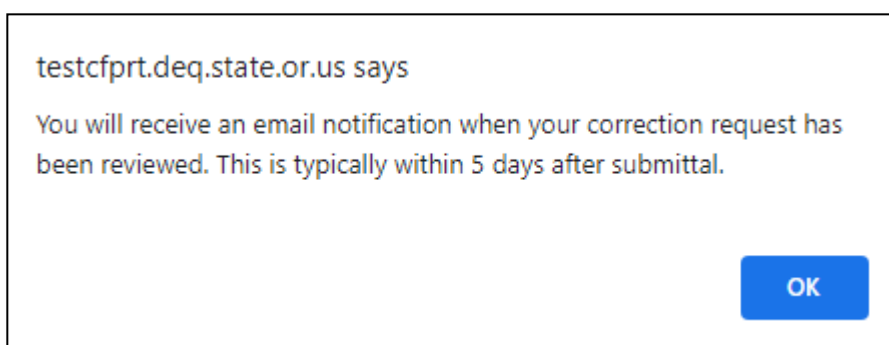 testcfprt.deq.state.or.us says
You will receive an email notification when your correction request has
been reviewed. This is typically within 5 days after submittal.
OK